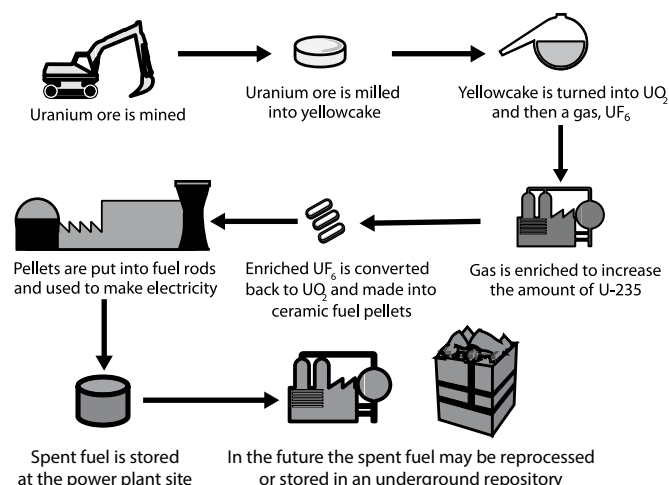 Uranium ore is mined
Uranium ore is milled
into yellowcake
Yellowcake is turned into UO₂
and then a gas, UF₆
Gas is enriched to increase
the amount of U-235
Enriched UF₆ is converted
back to UO₂ and made into
ceramic fuel pellets
Pellets are put into fuel rods
and used to make electricity
Spent fuel is stored
at the power plant site
In the future the spent fuel may be reprocessed
or stored in an underground repository